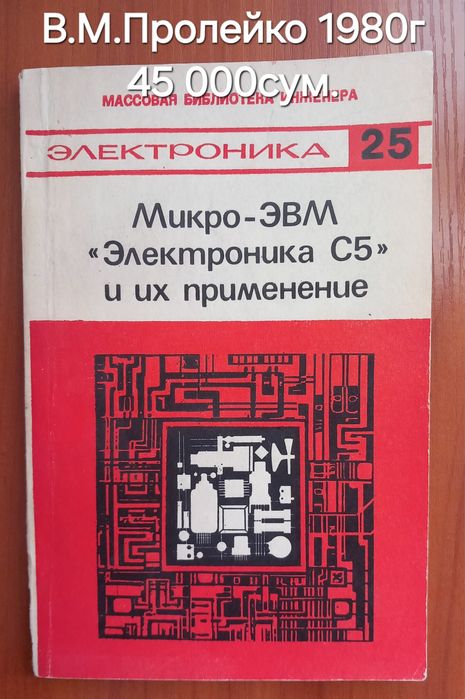 В.М.Пролейко 1980г
45 000сум.
МАССОВАЯ БИБЛИОТЕКА ИНЖЕНЕРА
ЭЛЕКТРОНИКА 25
Микро-ЭВМ
«Электроника С5»
и их применение